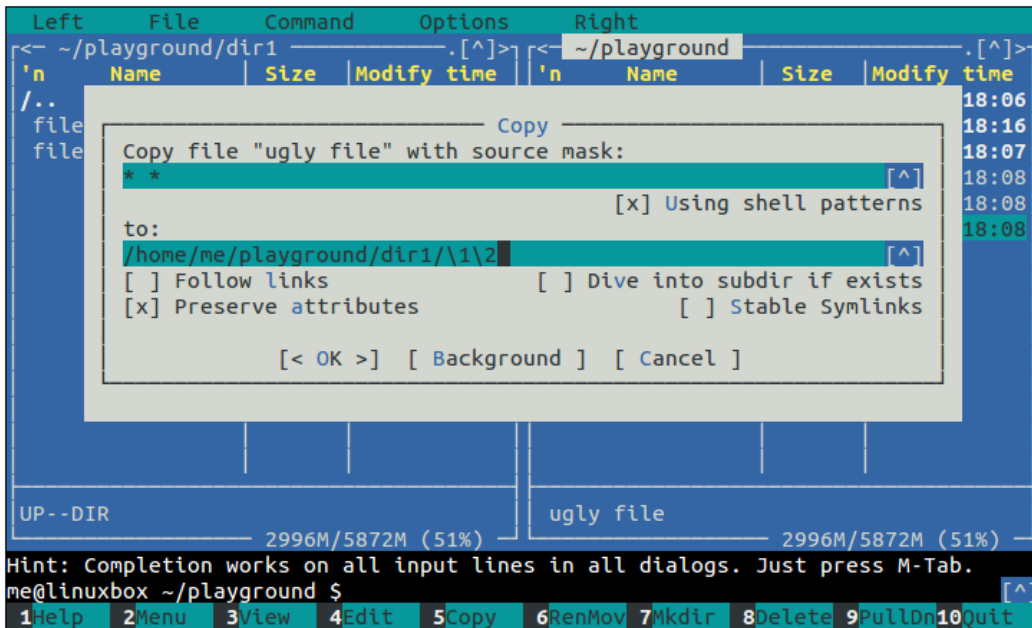 Left File Command Options Right
<- ~/playground/dir1 .[^]> <- ~/playground .[^]>
'n Name Size Modify time 'n Name Size Modify time
/.. 18:06
file 18:16
file 18:07
18:08
18:08
18:08
Copy
Copy file "ugly file" with source mask:
* * [^]
[x] Using shell patterns
to:
/home/me/playground/dir1/\1\2 [^]
[ ] Follow links [ ] Dive into subdir if exists
[x] Preserve attributes [ ] Stable Symlinks
[< OK >] [ Background ] [ Cancel ]
UP--DIR ugly file
2996M/5872M (51%) 2996M/5872M (51%)
Hint: Completion works on all input lines in all dialogs. Just press M-Tab.
me@linuxbox ~/playground $ [^]
1Help 2Menu 3View 4Edit 5Copy 6RenMov 7Mkdir 8Delete 9PullDn 10Quit